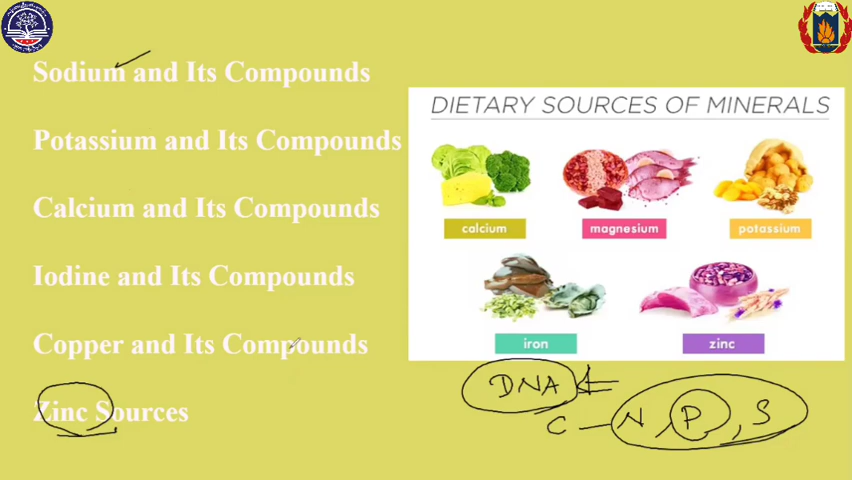 Sodium and Its Compounds
Potassium and Its Compounds
Calcium and Its Compounds
Iodine and Its Compounds
Copper and Its Compounds
Zinc Sources
DIETARY SOURCES OF MINERALS
calcium magnesium potassium
iron zinc
DNA
C – N, P, S